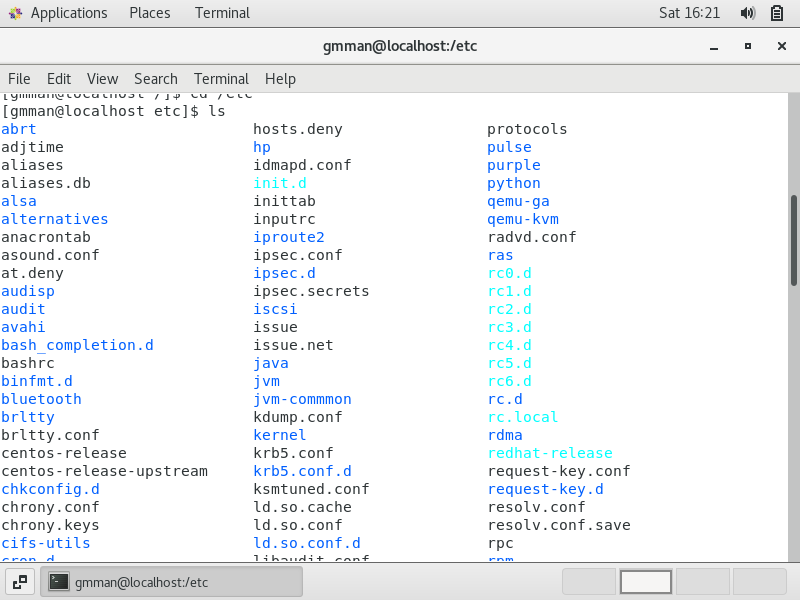 Applications Places Terminal Sat 16:21
gmman@localhost:/etc
File Edit View Search Terminal Help
[gmman@localhost /]$ cd /etc
[gmman@localhost etc]$ ls
abrt hosts.deny protocols
adjtime hp pulse
aliases idmapd.conf purple
aliases.db init.d python
alsa inittab qemu-ga
alternatives inputrc qemu-kvm
anacrontab iproute2 radvd.conf
asound.conf ipsec.conf ras
at.deny ipsec.d rc0.d
audisp ipsec.secrets rc1.d
audit iscsi rc2.d
avahi issue rc3.d
bash_completion.d issue.net rc4.d
bashrc java rc5.d
binfmt.d jvm rc6.d
bluetooth jvm-commmon rc.d
brltty kdump.conf rc.local
brltty.conf kernel rdma
centos-release krb5.conf redhat-release
centos-release-upstream krb5.conf.d request-key.conf
chkconfig.d ksmtuned.conf request-key.d
chrony.conf ld.so.cache resolv.conf
chrony.keys ld.so.conf resolv.conf.save
cifs-utils ld.so.conf.d rpc
cron.d libaudit.conf rpm
gmman@localhost:/etc